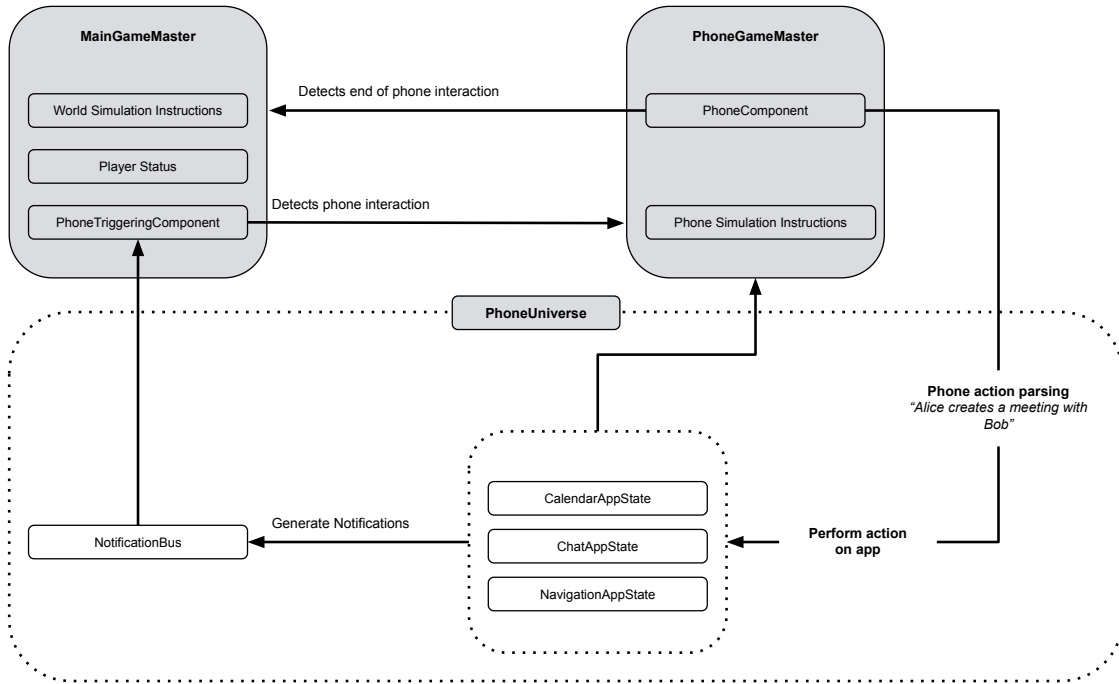 MainGameMaster
World Simulation Instructions
Player Status
PhoneTriggeringComponent
Detects end of phone interaction
Detects phone interaction
PhoneGameMaster
PhoneComponent
Phone Simulation Instructions
PhoneUniverse
Phone action parsing
“Alice creates a meeting with
Bob”
Perform action
on app
CalendarAppState
ChatAppState
NavigationAppState
Generate Notifications
NotificationBus